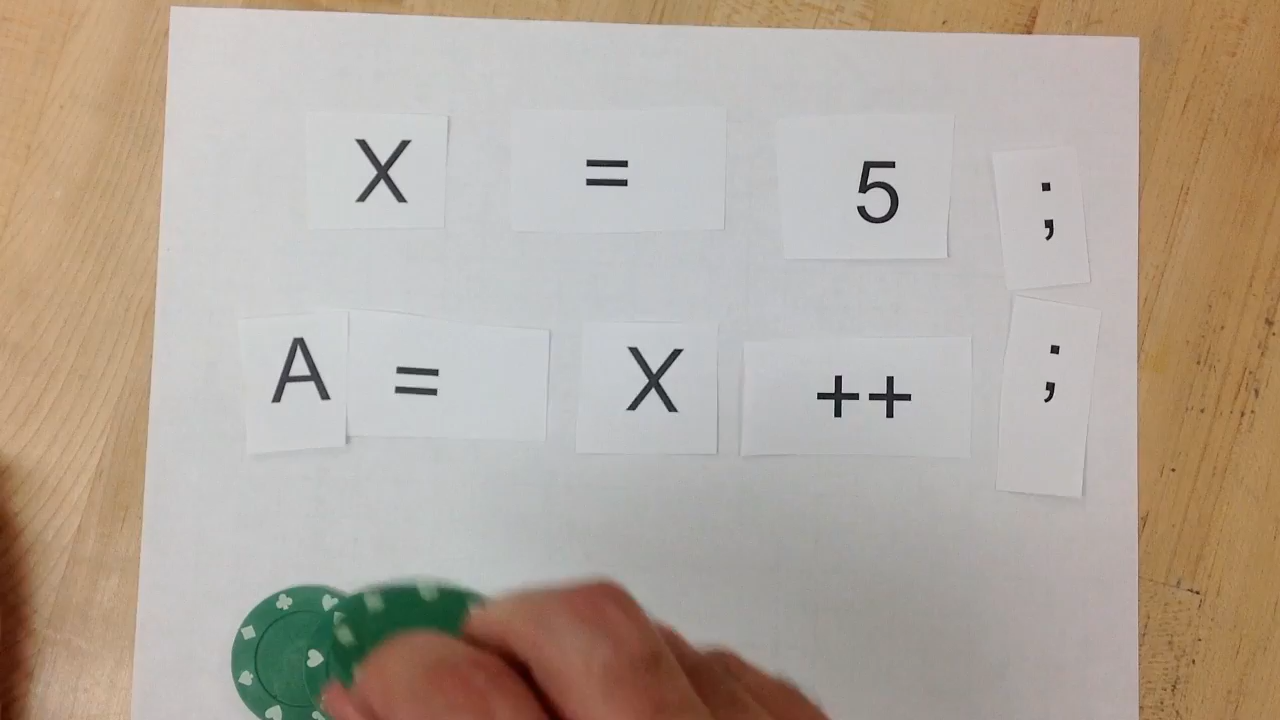 X = 5 ;
A = X ++ ;